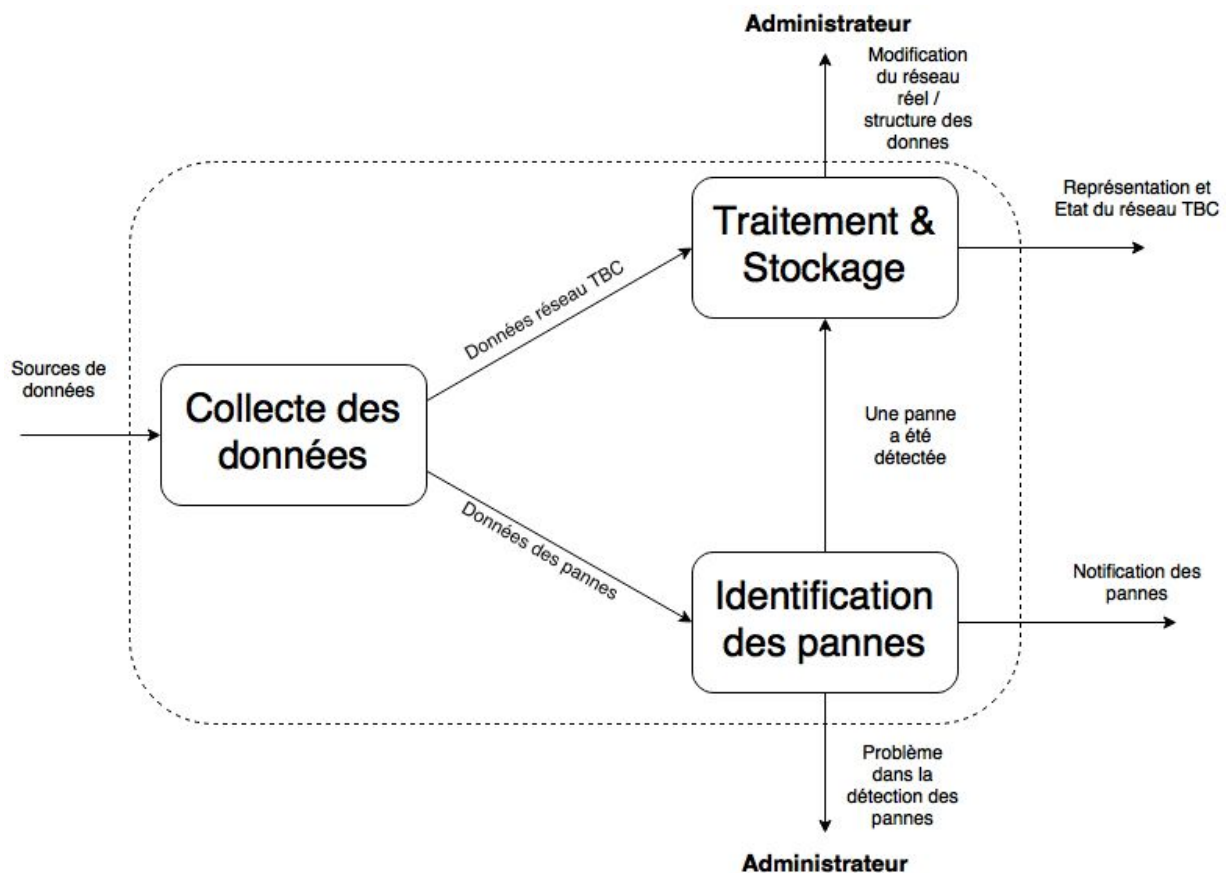 Administrateur
Modification
du réseau
réel /
structure des
donnes
Représentation et
Etat du réseau TBC
Traitement &
Stockage
Données réseau TBC
Sources de
données
Collecte des
données
Une panne
a été
détectée
Données des pannes
Identification
des pannes
Notification des
pannes
Problème
dans la
détection des
pannes
Administrateur